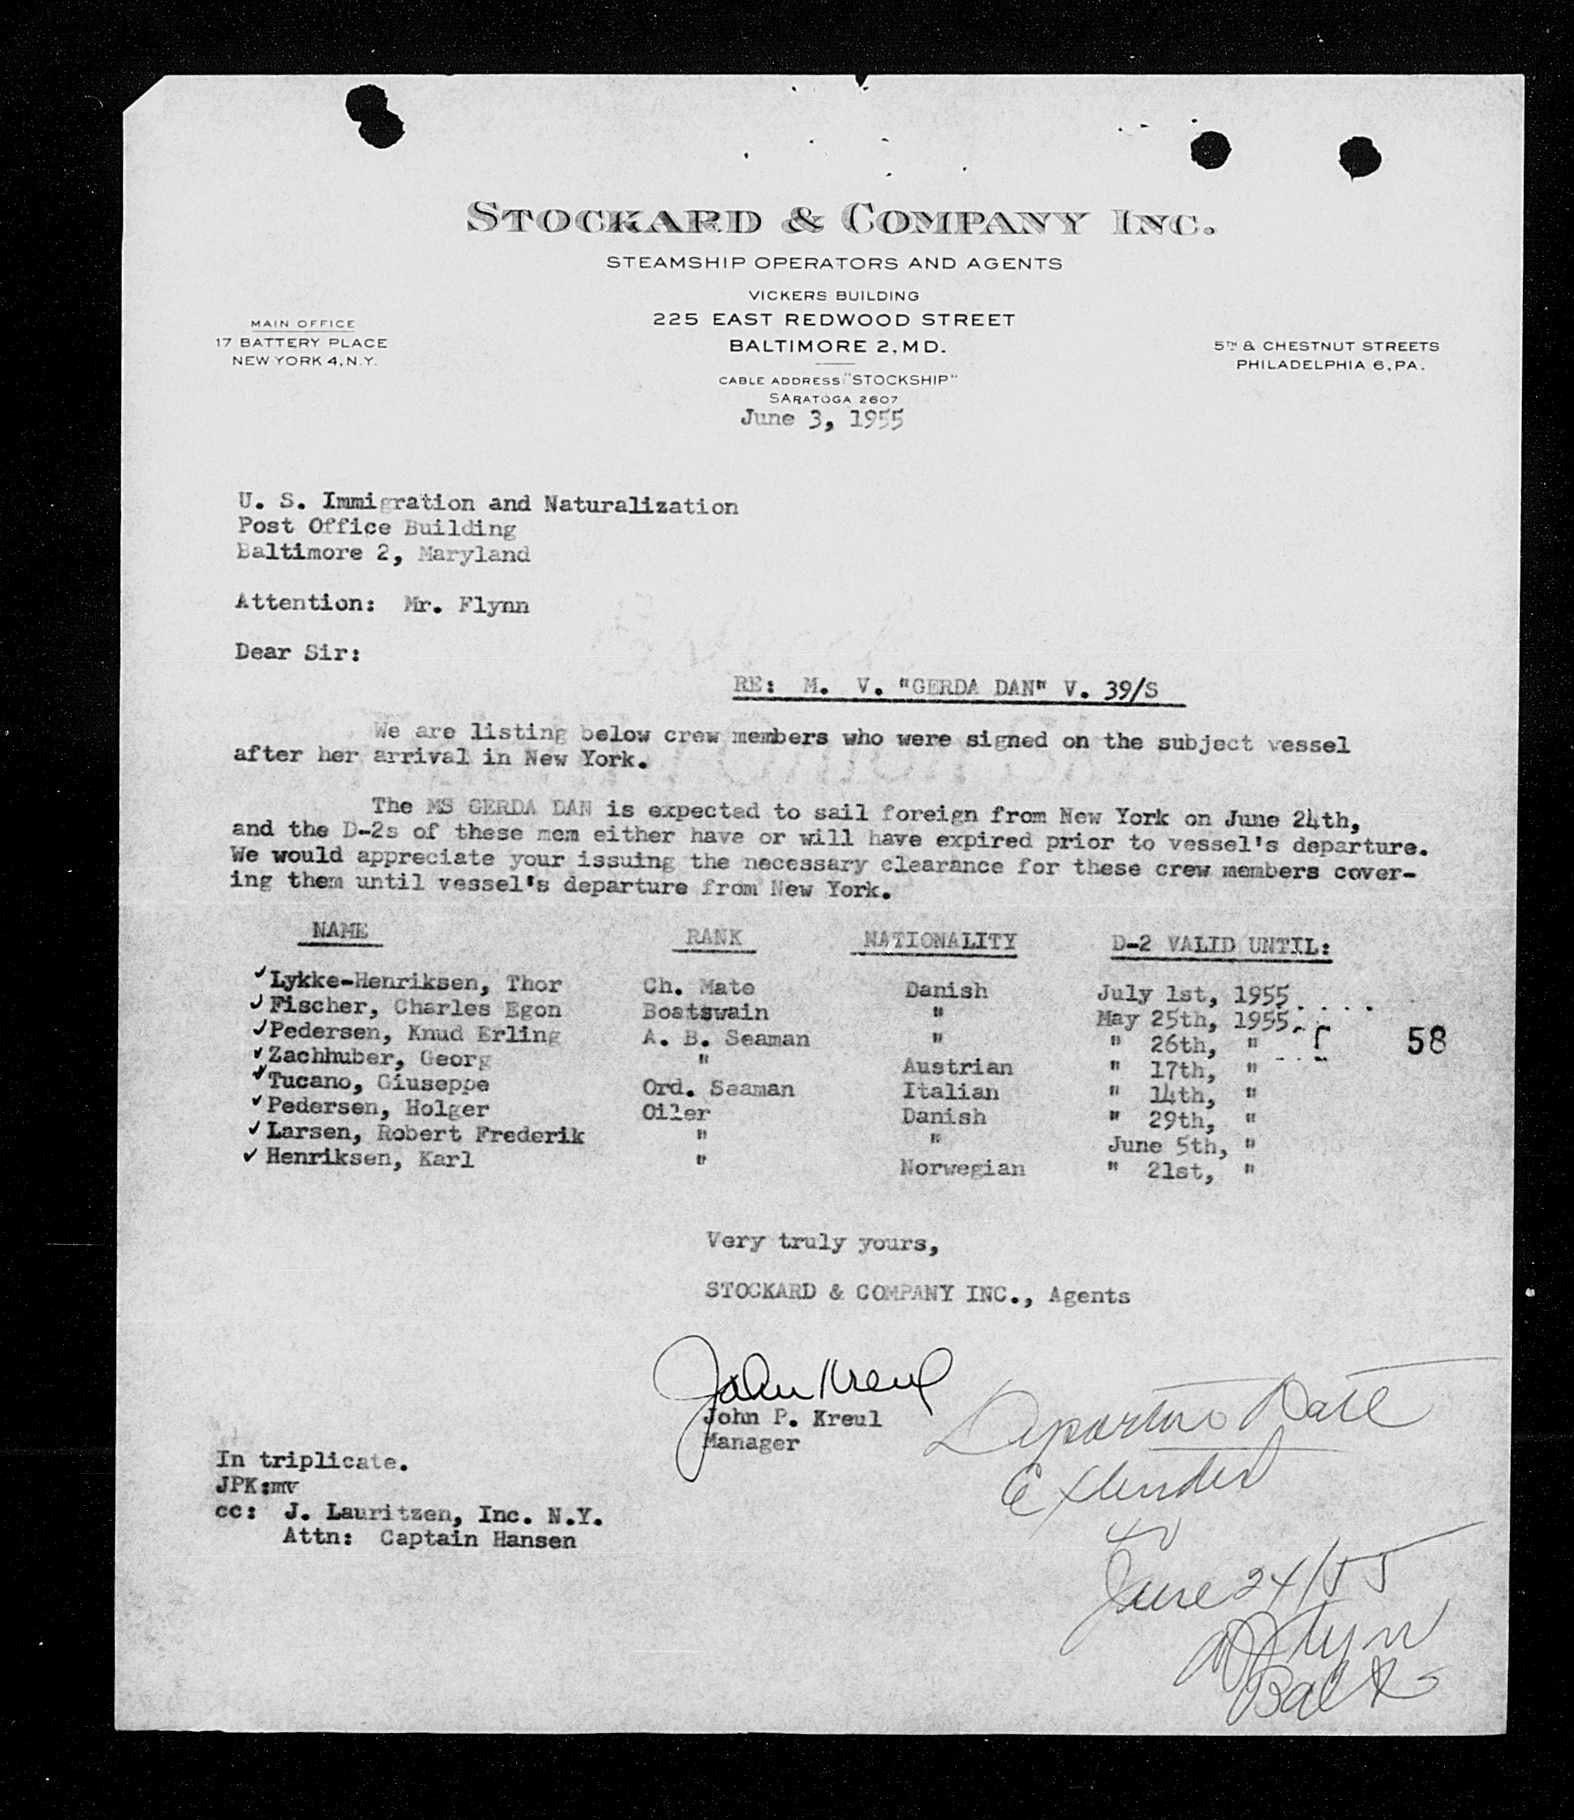 STOCKARD & COMPANY INC.
STEAMSHIP OPERATORS AND AGENTS
VICKERS BUILDING
225 EAST REDWOOD STREET
BALTIMORE 2, MD.
MAIN OFFICE
17 BATTERY PLACE
NEW YORK 4, N.Y.
5TH & CHESTNUT STREETS
PHILADELPHIA 6, PA.
CABLE ADDRESS "STOCKSHIP"
SARATOGA 2607
June 3, 1955
U. S. Immigration and Naturalization
Post Office Building
Baltimore 2, Maryland
Attention: Mr. Flynn
Dear Sir:
RE: M. V. "GERDA DAN" V. 39/S
We are listing below crew members who were signed on the subject vessel
after her arrival in New York.
The MS GERDA DAN is expected to sail foreign from New York on June 24th,
and the D-2s of these mem either have or will have expired prior to vessel's departure.
We would appreciate your issuing the necessary clearance for these crew members cover-
ing them until vessel's departure from New York.
NAME RANK NATIONALITY D-2 VALID UNTIL:
✓ Lykke-Henriksen, Thor Ch. Mate Danish July 1st, 1955
✓ Fischer, Charles Egon Boatswain " May 25th, 1955
✓ Pedersen, Knud Erling A. B. Seaman " " 26th, " 58
✓ Zachhuber, Georg " Austrian " 17th, "
✓ Tucano, Giuseppe Ord. Seaman Italian " 14th, "
✓ Pedersen, Holger Oiler Danish " 29th, "
✓ Larsen, Robert Frederik " " June 5th, "
✓ Henriksen, Karl " Norwegian " 21st, "
Very truly yours,
STOCKARD & COMPANY INC., Agents
John Kreul
John P. Kreul
Manager
In triplicate.
JPK:mv
cc: J. Lauritzen, Inc. N.Y.
Attn: Captain Hansen
Departure Date
Extended
to
June 24/55
Flynn
Balto